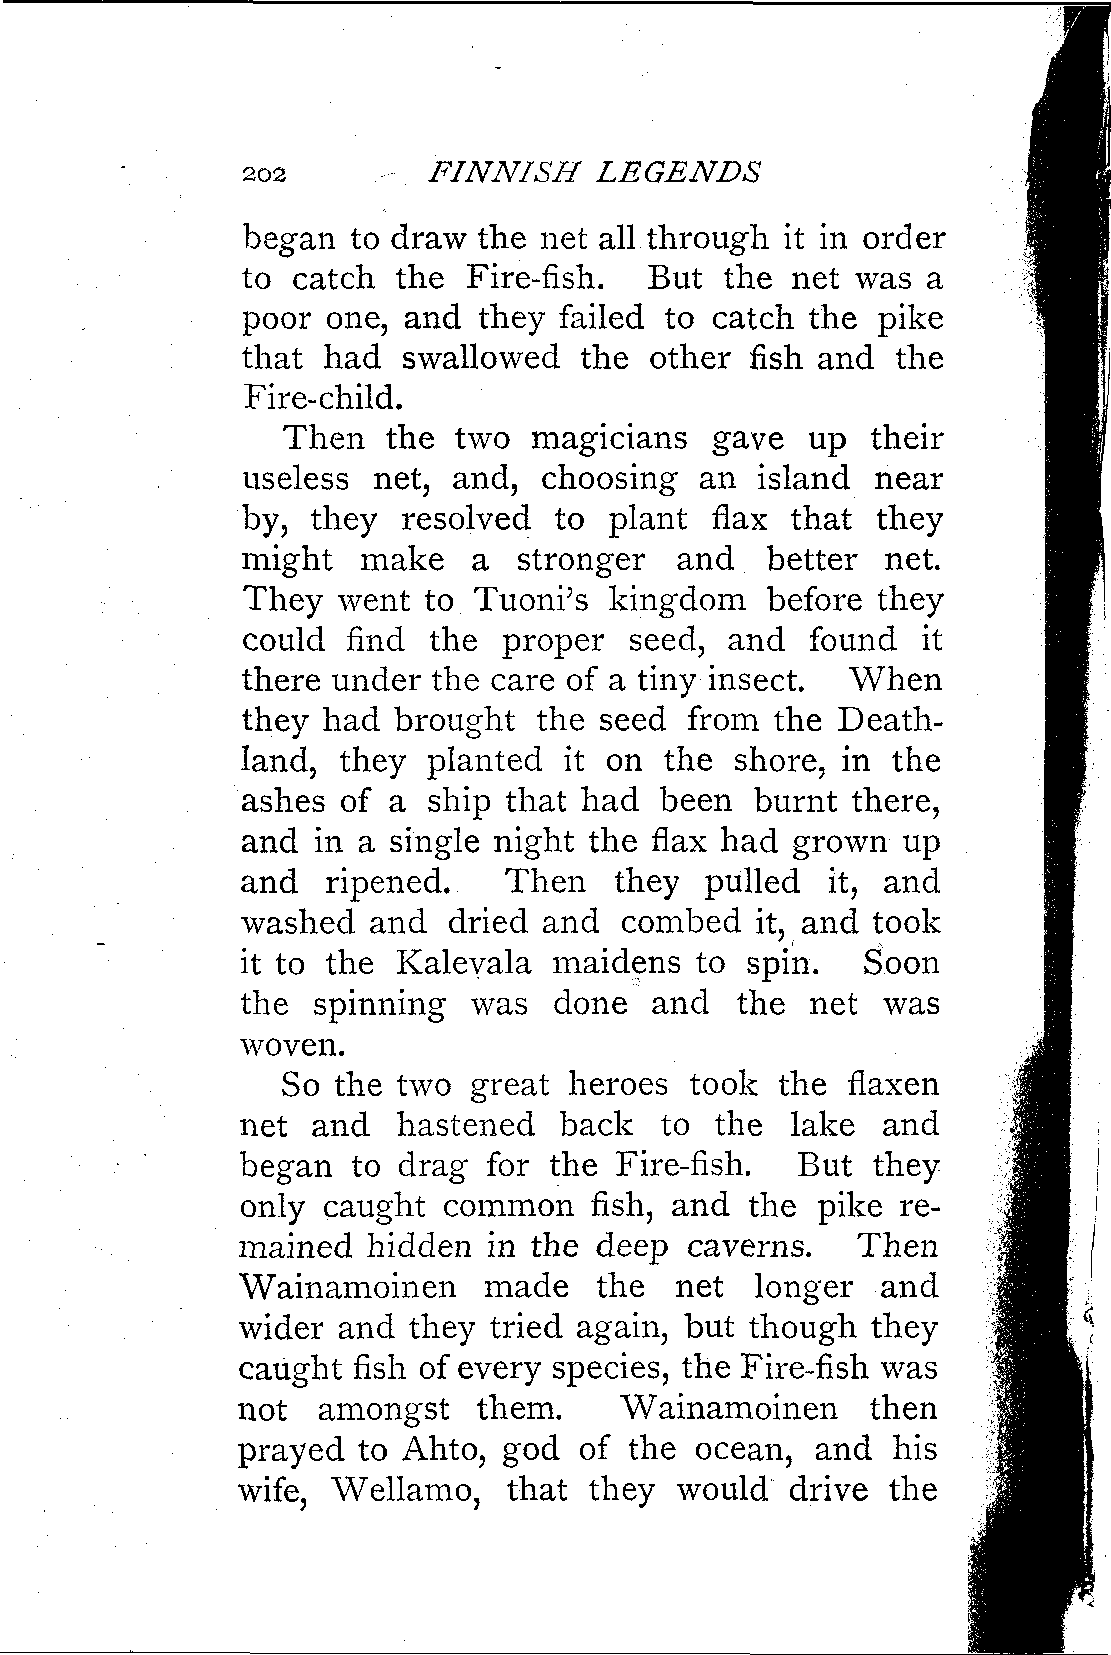 202 FINNISH LEGENDS
began to draw the net all through it in order
to catch the Fire-fish. But the net was a
poor one, and they failed to catch the pike
that had swallowed the other fish and the
Fire-child.
Then the two magicians gave up their
useless net, and, choosing an island near
by, they resolved to plant flax that they
might make a stronger and better net.
They went to Tuoni's kingdom before they
could find the proper seed, and found it
there under the care of a tiny insect. When
they had brought the seed from the Death-
land, they planted it on the shore, in the
ashes of a ship that had been burnt there,
and in a single night the flax had grown up
and ripened. Then they pulled it, and
washed and dried and combed it, and took
it to the Kalevala maidens to spin. Soon
the spinning was done and the net was
woven.
So the two great heroes took the flaxen
net and hastened back to the lake and
began to drag for the Fire-fish. But they
only caught common fish, and the pike re-
mained hidden in the deep caverns. Then
Wainamoinen made the net longer and
wider and they tried again, but though they
caught fish of every species, the Fire-fish was
not amongst them. Wainamoinen then
prayed to Ahto, god of the ocean, and his
wife, Wellamo, that they would drive the